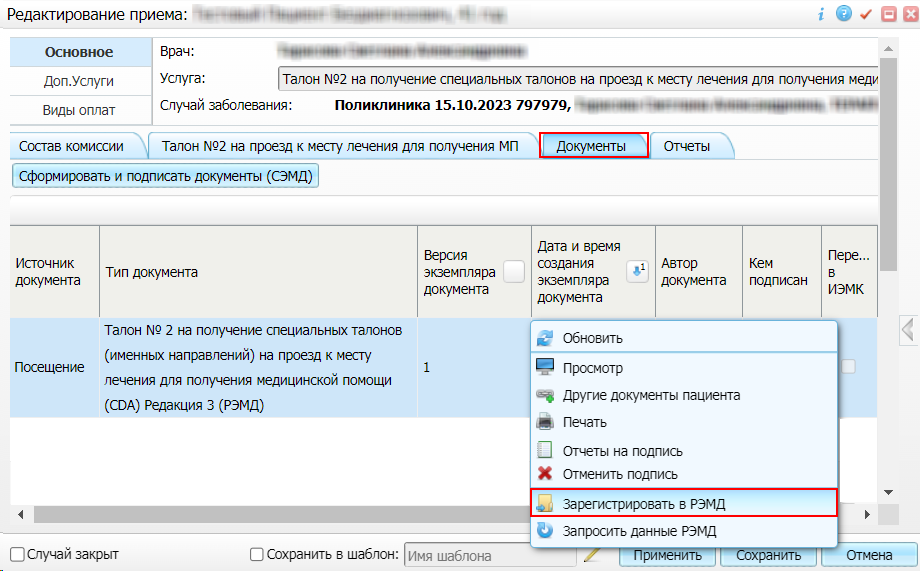 Редактирование приема:
Основное
Доп.Услуги
Виды оплат
Врач:
Услуга: Талон №2 на получение специальных талонов на проезд к месту лечения для получения меди
Случай заболевания: Поликлиника 15.10.2023 797979,
Состав комиссии
Талон №2 на проезд к месту лечения для получения МП
Документы
Отчеты
Сформировать и подписать документы (СЭМД)
Источник документа
Тип документа
Версия экземпляра документа
Дата и время создания экземпляра документа
1
Автор документа
Кем подписан
Пере... в ИЭМК
Посещение
Талон № 2 на получение специальных талонов
(именных направлений) на проезд к месту
лечения для получения медицинской помощи
(CDA) Редакция 3 (РЭМД)
1
Обновить
Просмотр
Другие документы пациента
Печать
Отчеты на подпись
Отменить подпись
Зарегистрировать в РЭМД
Запросить данные РЭМД
Случай закрыт
Сохранить в шаблон:
Имя шаблона
Применить
Сохранить
Отмена